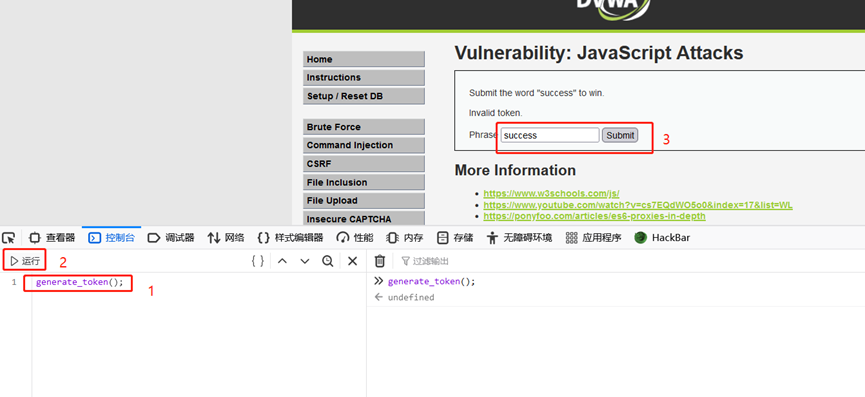 DVWA
Home
Instructions
Setup / Reset DB
Brute Force
Command Injection
CSRF
File Inclusion
File Upload
Insecure CAPTCHA
Vulnerability: JavaScript Attacks
Submit the word "success" to win.
Invalid token.
Phrase success Submit 3
More Information
https://www.w3schools.com/js/
https://www.youtube.com/watch?v=cs7EQdWO5o0&index=17&list=WL
https://ponyfoo.com/articles/es6-proxies-in-depth
查看器 控制台 调试器 网络 样式编辑器 性能 内存 存储 无障碍环境 应用程序 HackBar
运行 2 过滤输出
1 generate_token(); 1
generate_token();
undefined